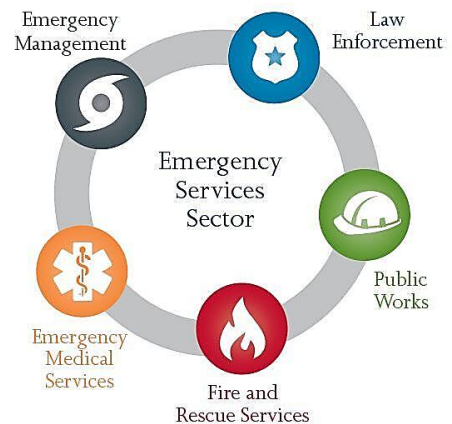 Emergency
Management
Law
Enforcement
Emergency
Services
Sector
Public
Works
Emergency
Medical
Services
Fire and
Rescue Services